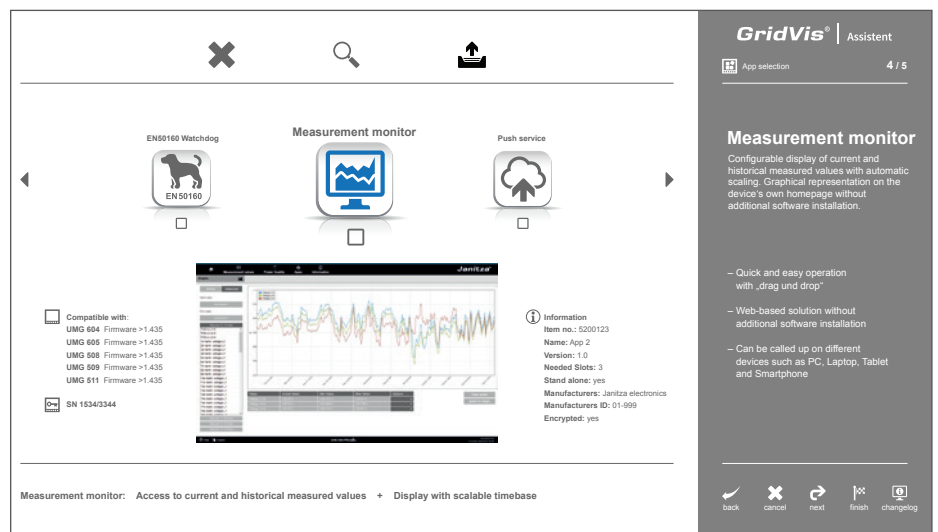 GridVis® | Assistent
App selection 4 / 5
EN50160 Watchdog
Measurement monitor
Push service
EN50160
Janitza®
Compatible with:
UMG 604 Firmware >1.435
UMG 605 Firmware >1.435
UMG 508 Firmware >1.435
UMG 509 Firmware >1.435
UMG 511 Firmware >1.435
SN 1534/3344
Information
Item no.: 5200123
Name: App 2
Version: 1.0
Needed Slots: 3
Stand alone: yes
Manufacturers: Janitza electronics
Manufacturers ID: 01-999
Encrypted: yes
Measurement monitor: Access to current and historical measured values + Display with scalable timebase
Measurement monitor
Configurable display of current and
historical measured values with automatic
scaling. Graphical representation on the
device's own homepage without
additional software installation.
– Quick and easy operation
with „drag und drop"
– Web-based solution without
additional software installation
– Can be called up on different
devices such as PC, Laptop, Tablet
and Smartphone
back
cancel
next
finish
changelog